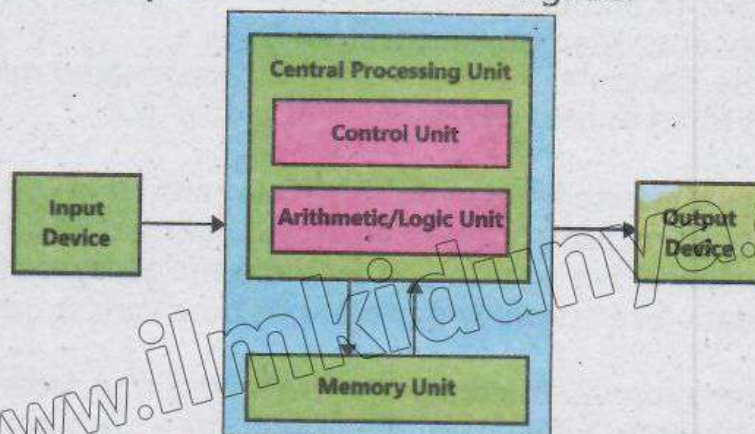 Central Processing Unit
Control Unit
Input
Device
Arithmetic/Logic Unit
Output
Device
Memory Unit
www.ilmkidunya.